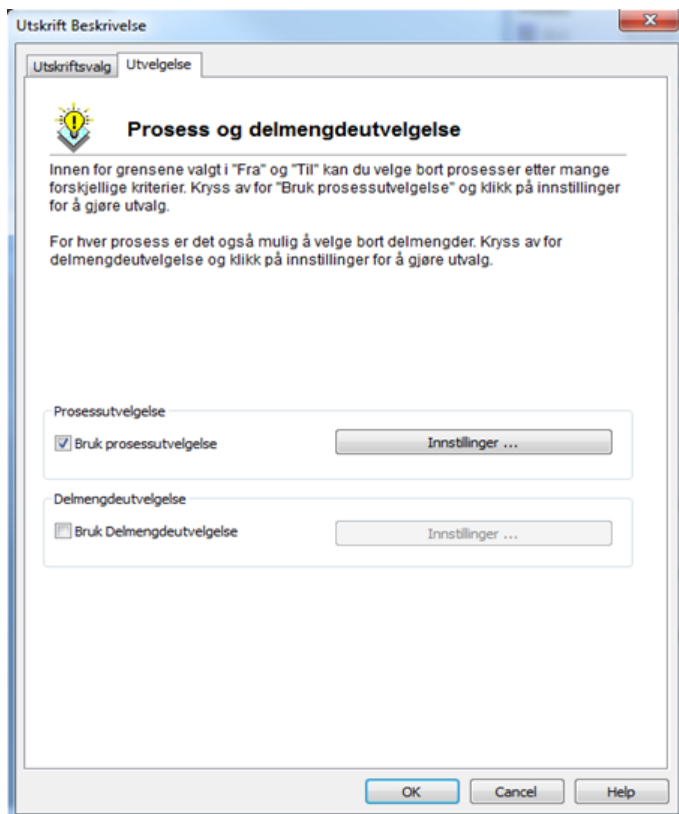 Utskrift Beskrivelse
Utskriftsvalg Utvelgelse
Prosess og delmengdeutvelgelse
Innen for grensene valgt i "Fra" og "Til" kan du velge bort prosesser etter mange
forskjellige kriterier. Kryss av for "Bruk prosessutvelgelse" og klikk på innstillinger
for å gjøre utvalg.
For hver prosess er det også mulig å velge bort delmengder. Kryss av for
delmengdeutvelgelse og klikk på innstillinger for å gjøre utvalg.
Prosessutvelgelse
Bruk prosessutvelgelse Innstillinger ...
Delmengdeutvelgelse
Bruk Delmengdeutvelgelse Innstillinger ...
OK Cancel Help